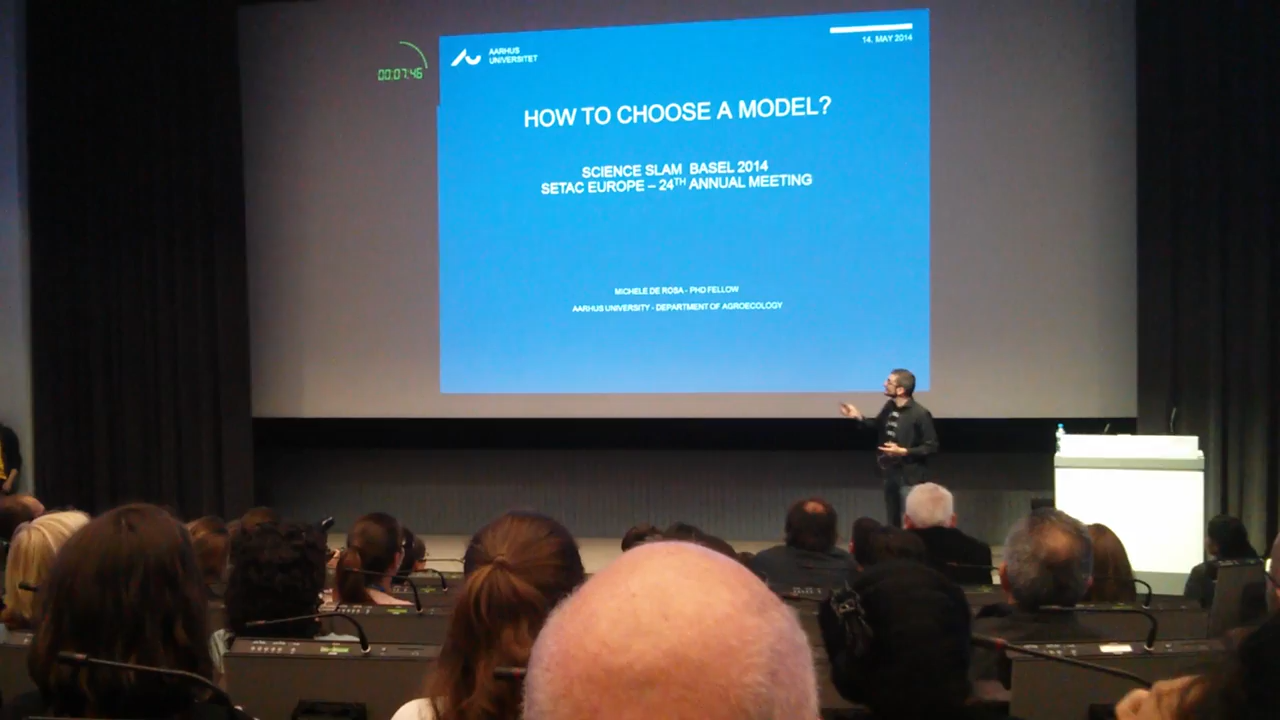 00:07:46
AARHUS
UNIVERSITET
14. MAY 2014
HOW TO CHOOSE A MODEL?
SCIENCE SLAM BASEL 2014
SETAC EUROPE – 24TH ANNUAL MEETING
MICHELE DE ROSA - PHD FELLOW
AARHUS UNIVERSITY - DEPARTMENT OF AGROECOLOGY